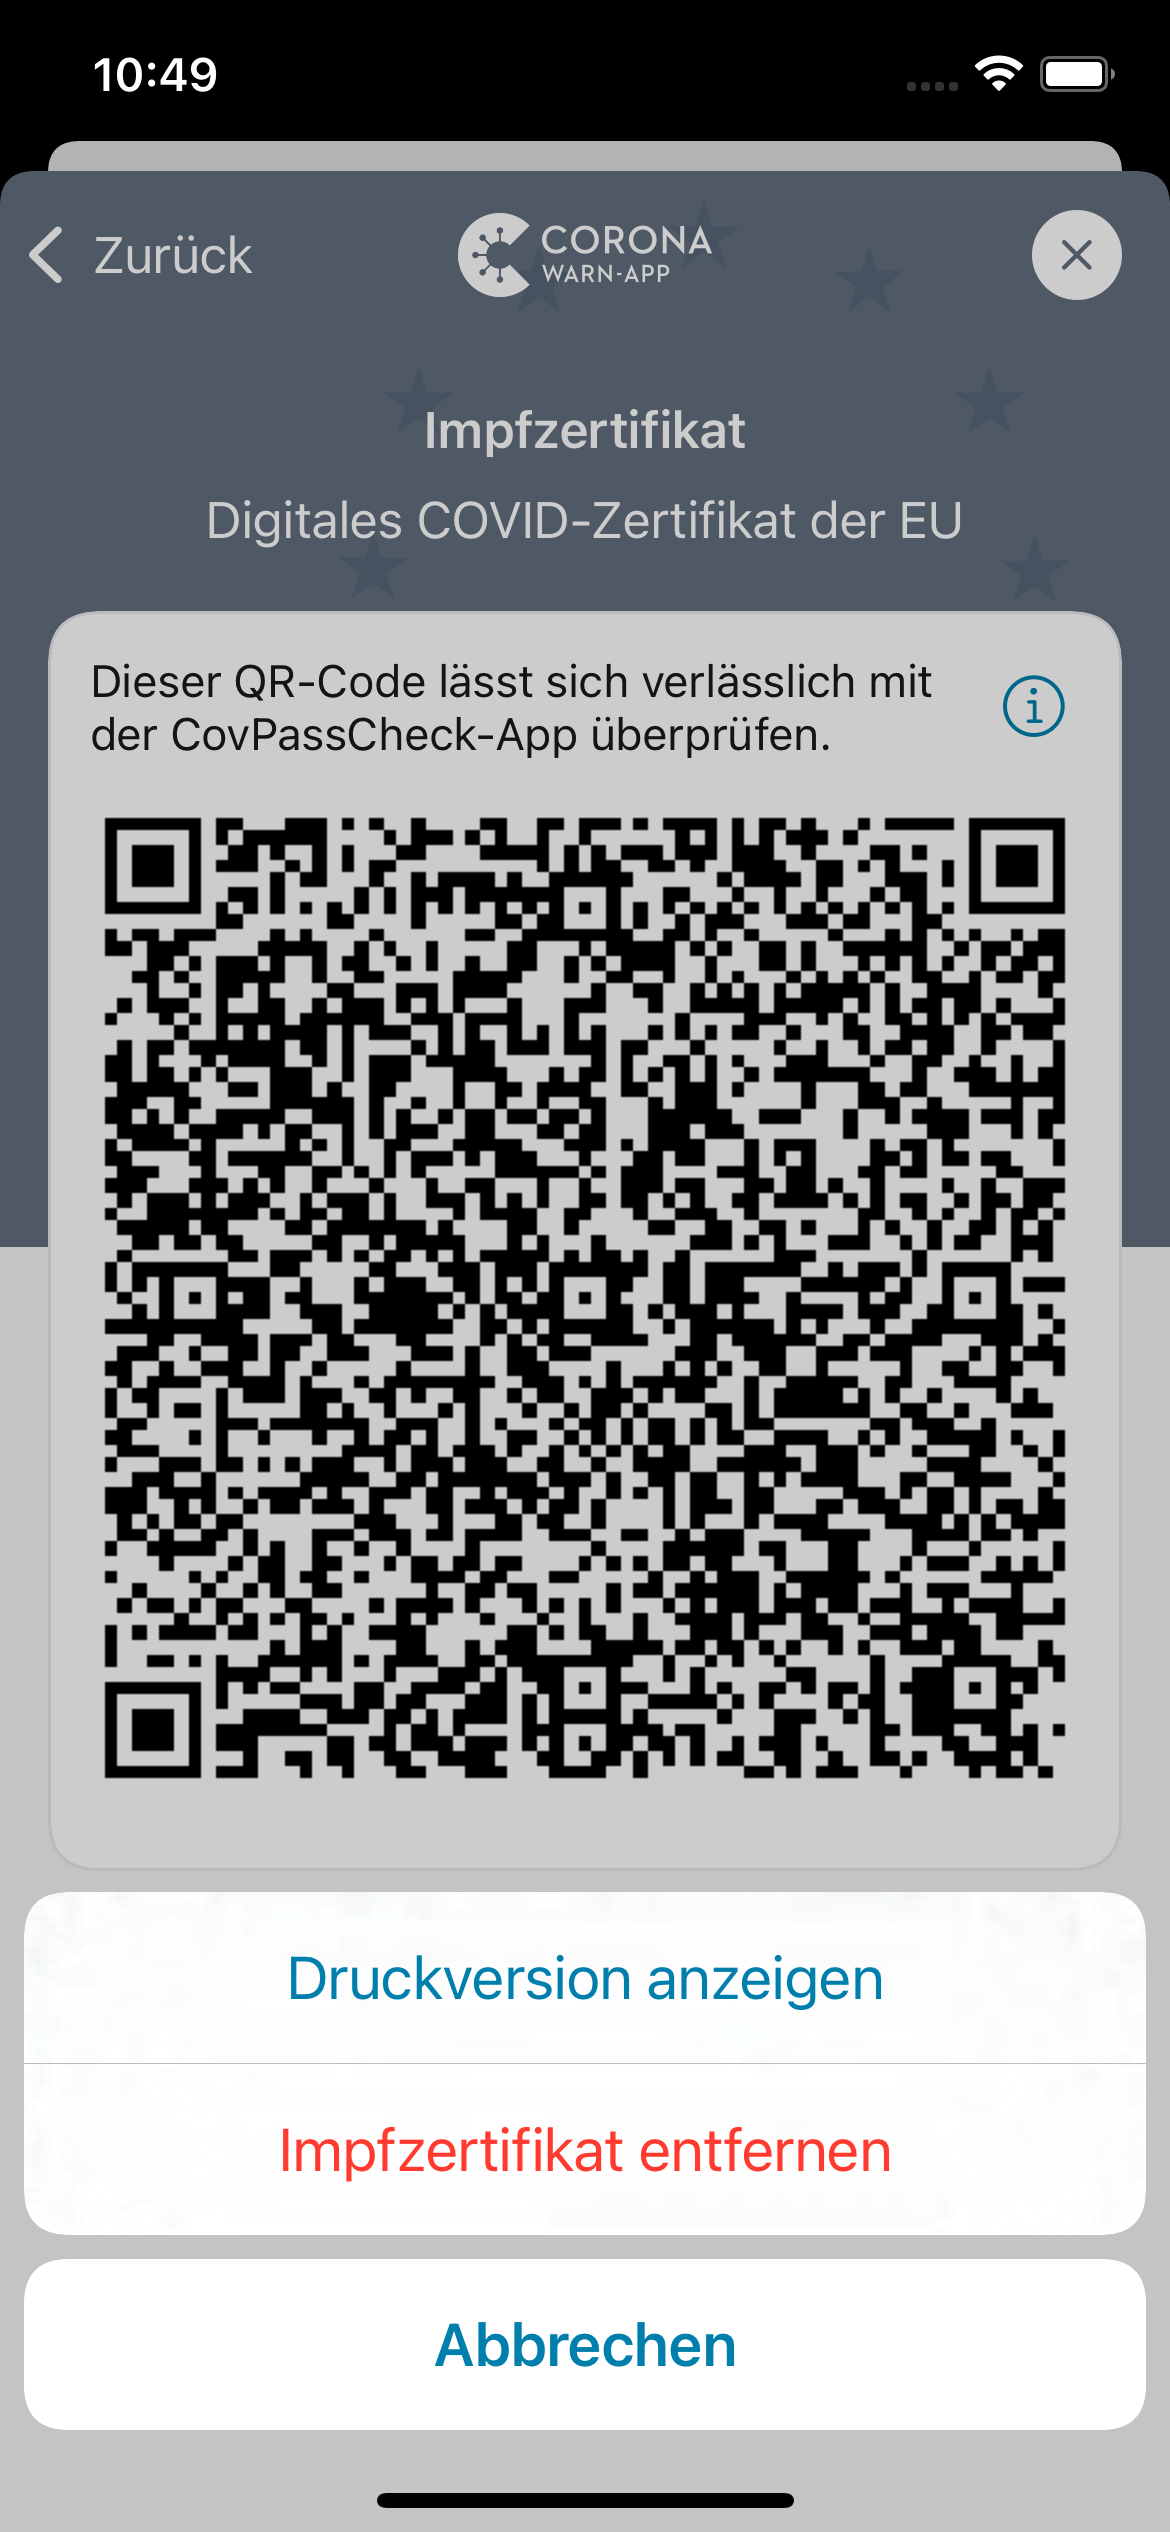 10:49
Zurück
CORONA
WARN-APP
Impfzertifikat
Digitales COVID-Zertifikat der EU
Dieser QR-Code lässt sich verlässlich mit
der CovPassCheck-App überprüfen.
Druckversion anzeigen
Impfzertifikat entfernen
Abbrechen